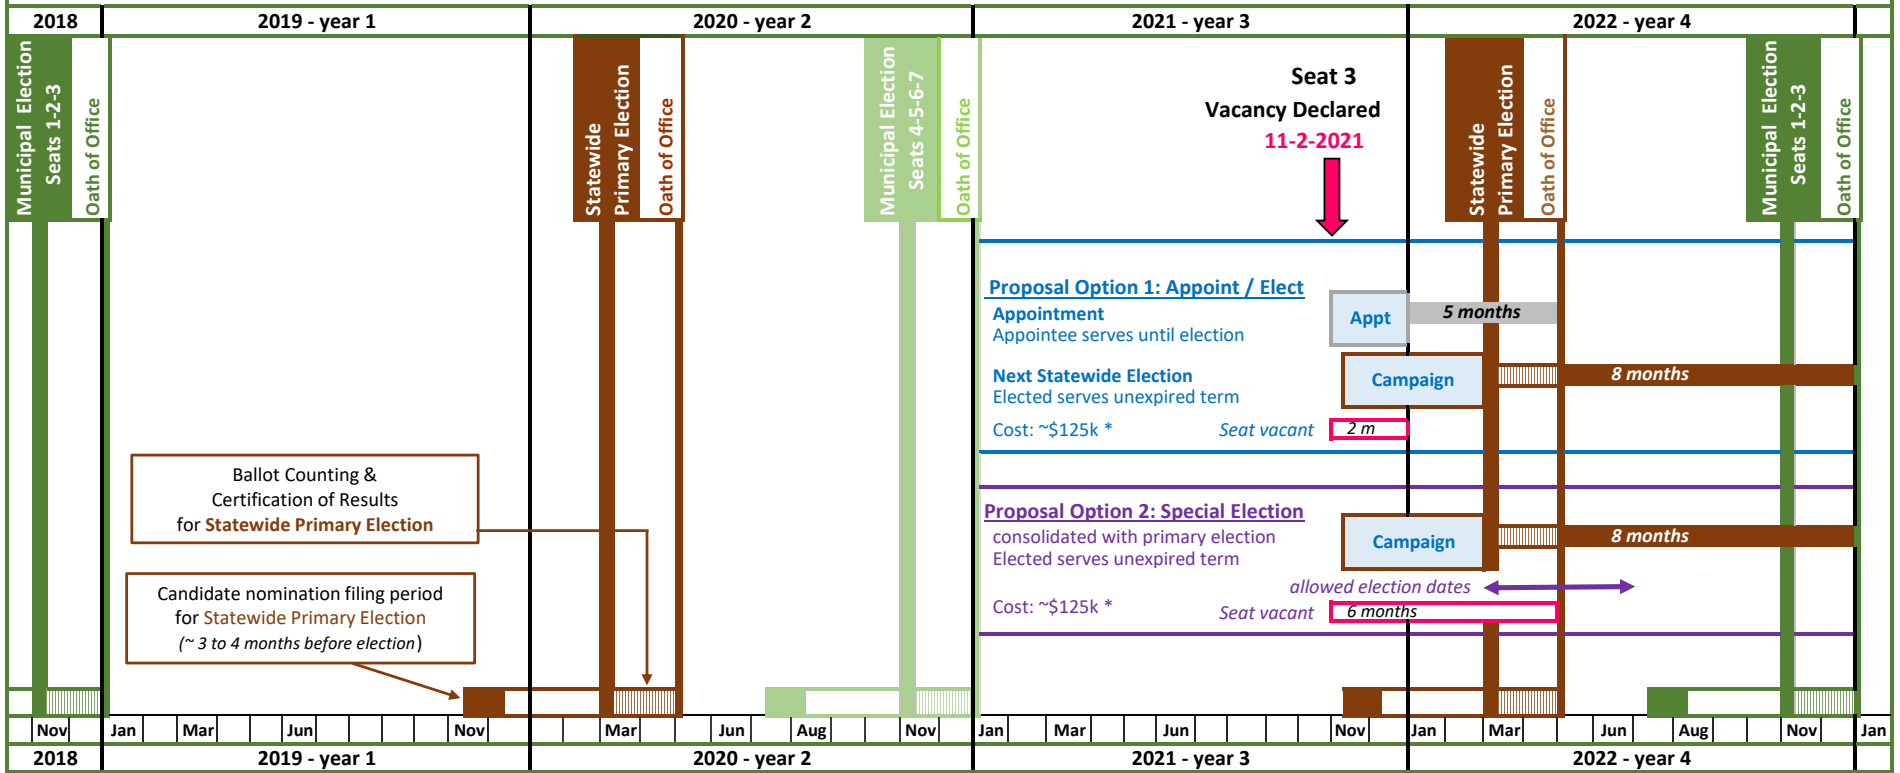 2018
2019 - year 1
2020 - year 2
2021 - year 3
2022 - year 4
Municipal Election
Seats 1-2-3
Oath of Office
Statewide
Primary Election
Oath of Office
Municipal Election
Seats 4-5-6-7
Oath of Office
Seat 3
Vacancy Declared
11-2-2021
Statewide
Primary Election
Oath of Office
Municipal Election
Seats 1-2-3
Oath of Office
Proposal Option 1: Appoint / Elect
Appointment
Appointee serves until election
Appt
5 months
Next Statewide Election
Elected serves unexpired term
Campaign
8 months
Cost: ~$125k *
Seat vacant
2 m
Ballot Counting &
Certification of Results
for Statewide Primary Election
Proposal Option 2: Special Election
consolidated with primary election
Elected serves unexpired term
Campaign
8 months
allowed election dates
Cost: ~$125k *
Seat vacant
6 months
Candidate nomination filing period
for Statewide Primary Election
(~ 3 to 4 months before election)
Nov
Jan
Mar
Jun
Nov
Mar
Jun
Aug
Nov
Jan
Mar
Jun
Nov
Jan
Mar
Jun
Aug
Nov
Jan
2018
2019 - year 1
2020 - year 2
2021 - year 3
2022 - year 4